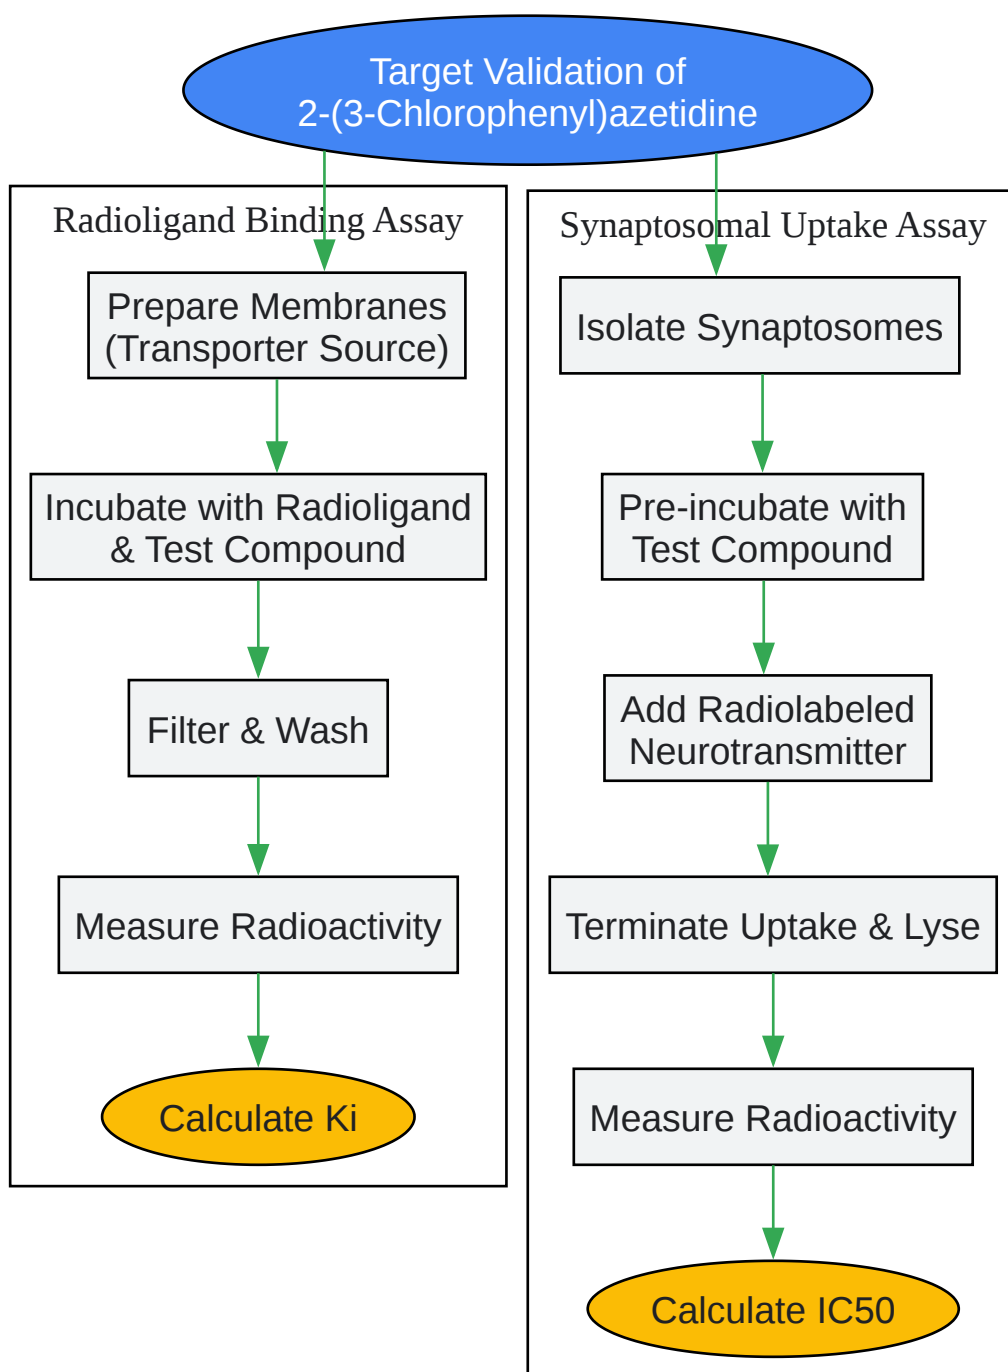 Target Validation of
2-(3-Chlorophenyl)azetidine
Radioligand Binding Assay
Prepare Membranes
(Transporter Source)
Incubate with Radioligand
& Test Compound
Filter & Wash
Measure Radioactivity
Calculate Ki
Synaptosomal Uptake Assay
Isolate Synaptosomes
Pre-incubate with
Test Compound
Add Radiolabeled
Neurotransmitter
Terminate Uptake & Lyse
Measure Radioactivity
Calculate IC50